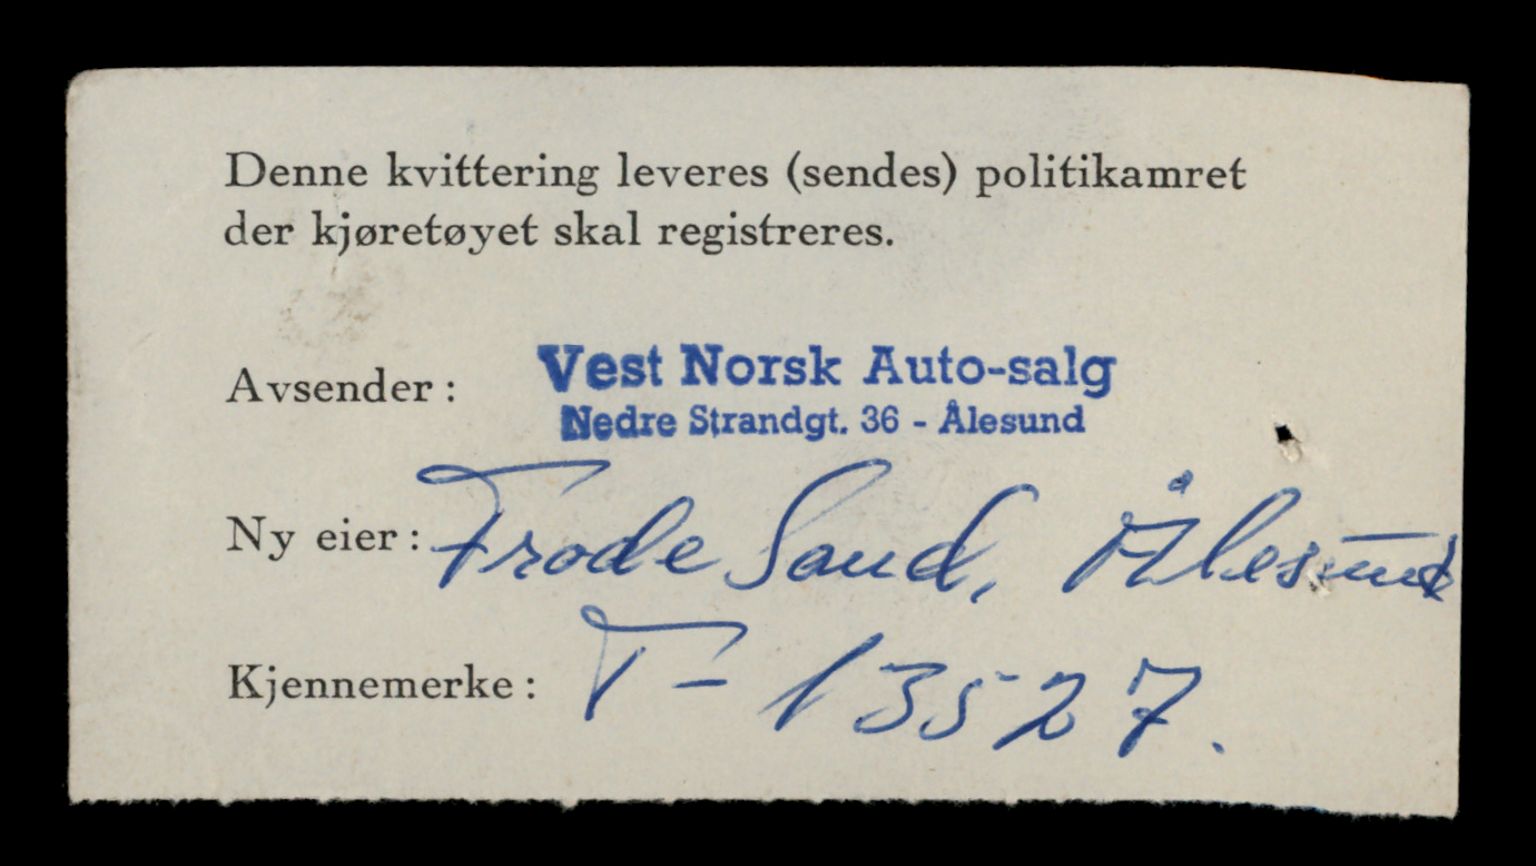 Denne kvittering leveres (sendes) politikamret
der kjøretøyet skal registreres.
Avsender: Vest Norsk Auto-salg
Nedre Strandgt. 36 - Ålesund
Ny eier: Frode Sand, Ålesund
Kjennemerke: T-13527.